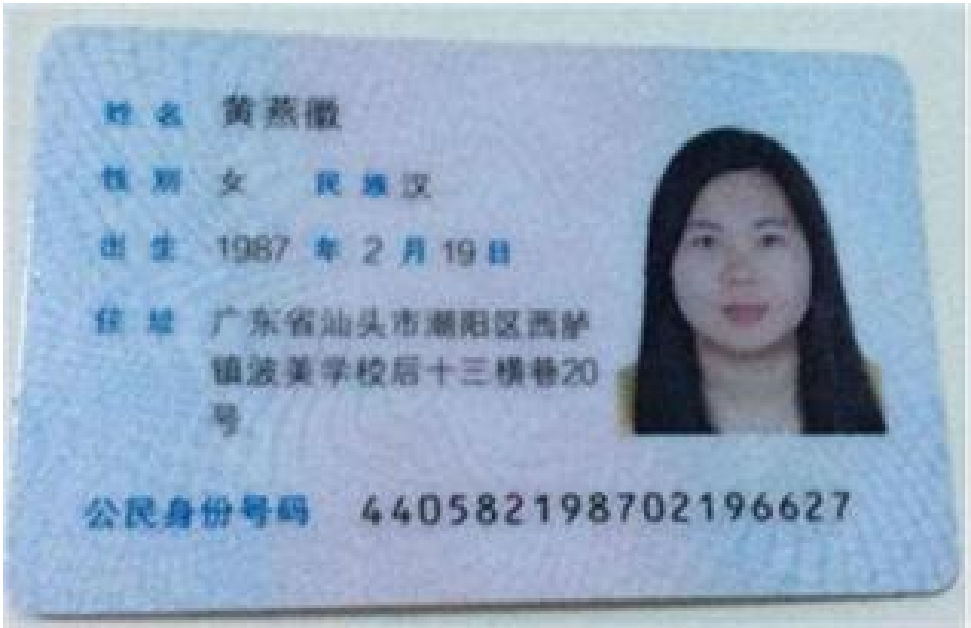 姓名 黄燕徽
性别 女 民族 汉
出生 1987 年 2 月 19 日
住址 广东省汕头市潮阳区西胪
镇波美学校后十三横巷20
号
公民身份号码 440582198702196627